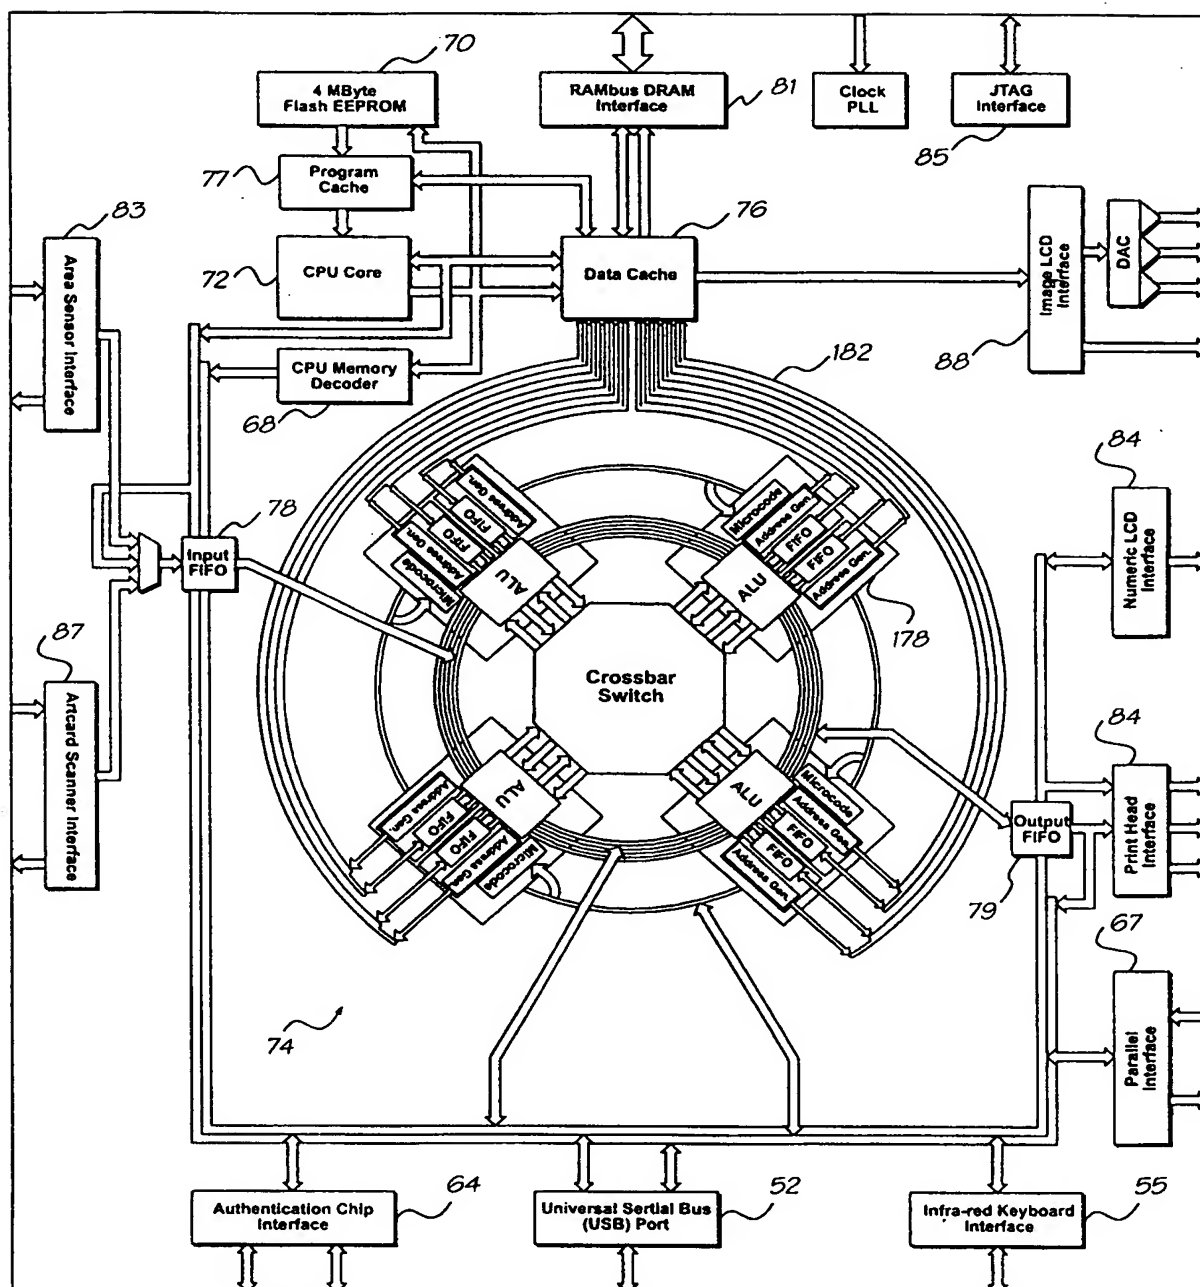 70
4 MByte
Flash EEPROM
RAMbus DRAM
Interface
81
Clock
PLL
JTAG
Interface
85
77
Program
Cache
83
76
72
CPU Core
Data Cache
Area Sensor Interface
Image LCD
Interface
DAC
88
182
CPU Memory
Decoder
68
84
Numeric LCD
Interface
78
Input
FIFO
Address Gen.
FIFO
FIFO
Address Gen.
Microcode
ALU
Microcode
Address Gen.
FIFO
FIFO
Address Gen.
ALU
178
87
Artcard Scanner Interface
Crossbar
Switch
84
Print Head
Interface
ALU
Address Gen.
FIFO
FIFO
Address Gen.
Microcode
ALU
Microcode
Address Gen.
FIFO
FIFO
Address Gen.
Output
FIFO
79
67
Parallel
Interface
74
Authentication Chip
Interface
64
Universal Sertial Bus
(USB) Port
52
Infra-red Keyboard
Interface
55